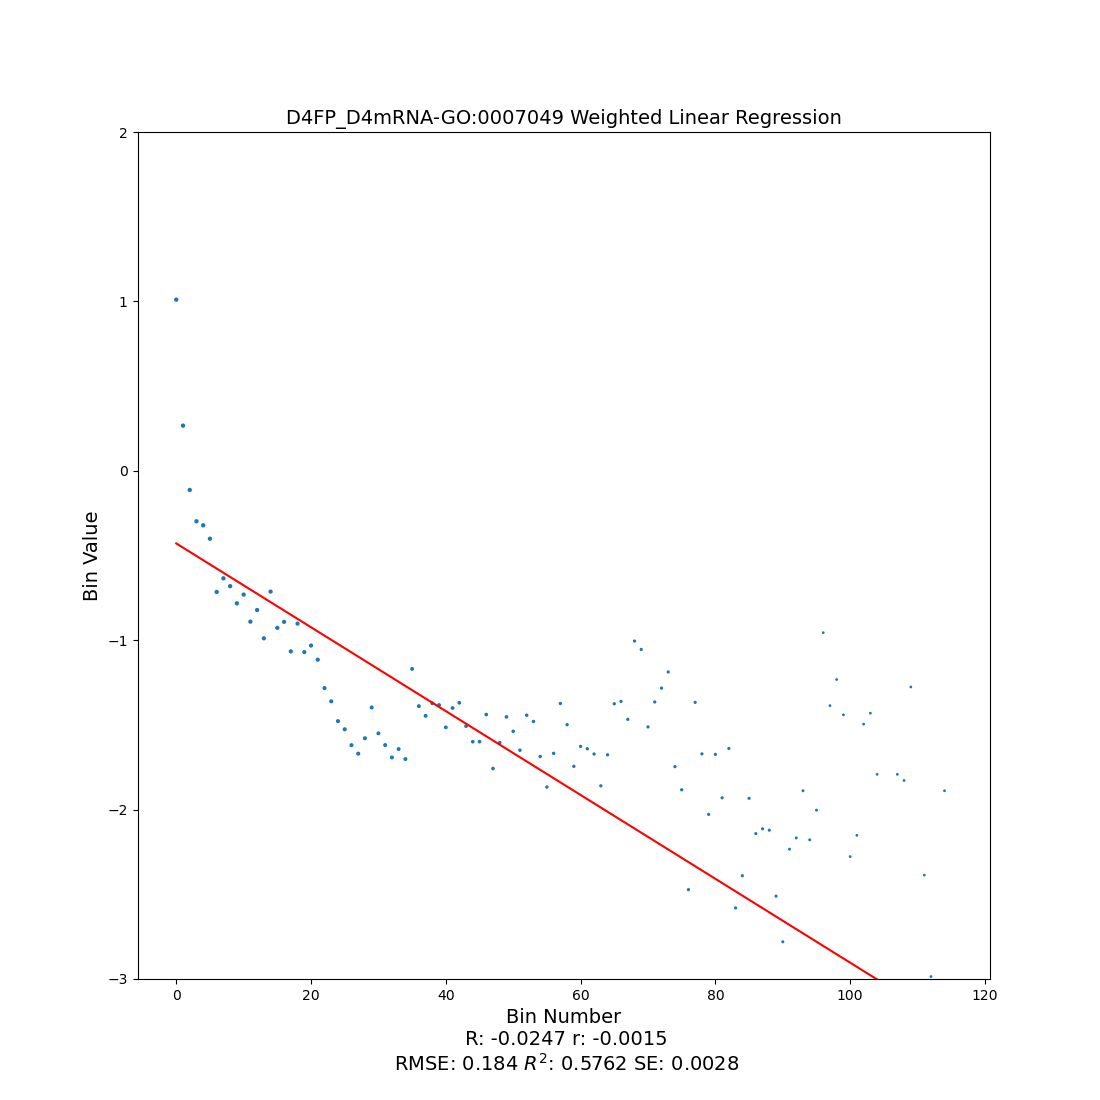 D4FP_D4mRNA-GO:0007049 Weighted Linear Regression
2
1
0
−1
−2
−3
Bin Value
0 20 40 60 80 100 120
Bin Number
R: -0.0247 r: -0.0015
RMSE: 0.184 R²: 0.5762 SE: 0.0028